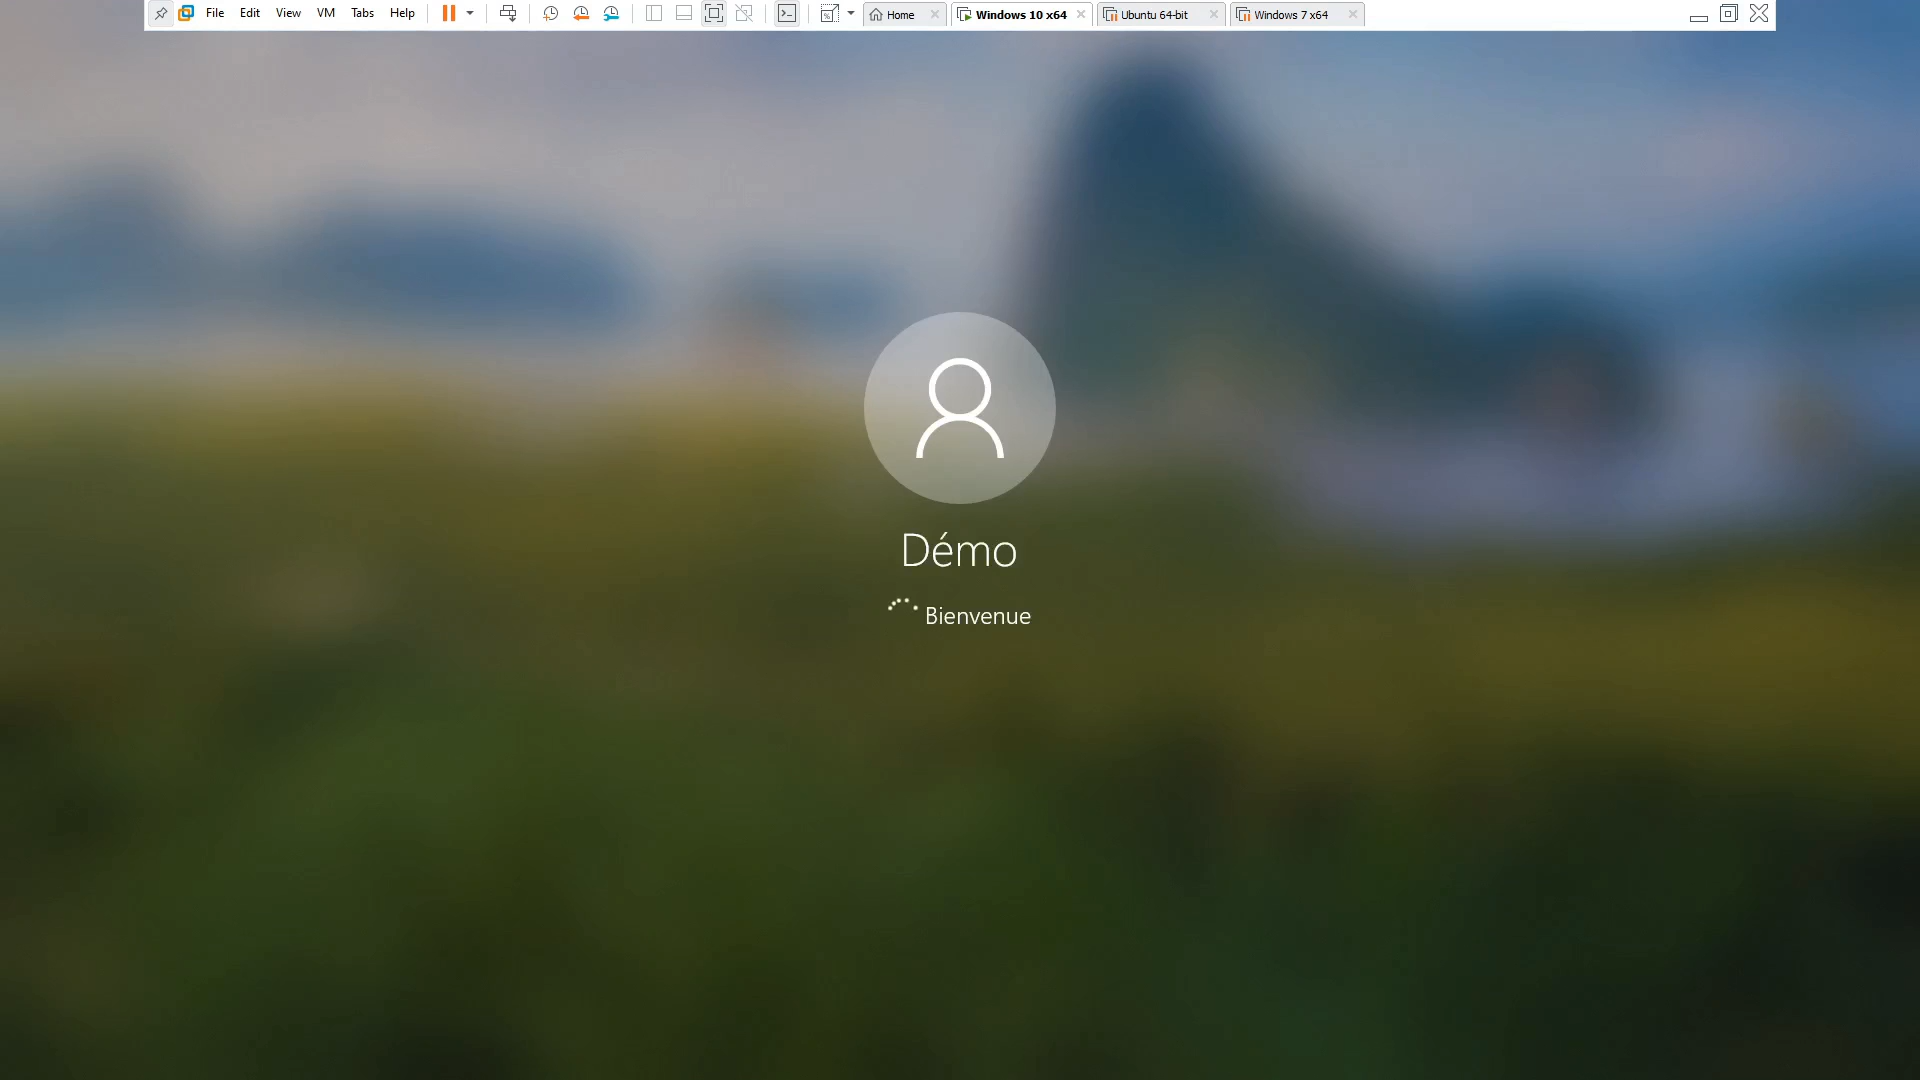 File Edit View VM Tabs Help Home Windows 10 x64 Ubuntu 64-bit Windows 7 x64
Démo
Bienvenue